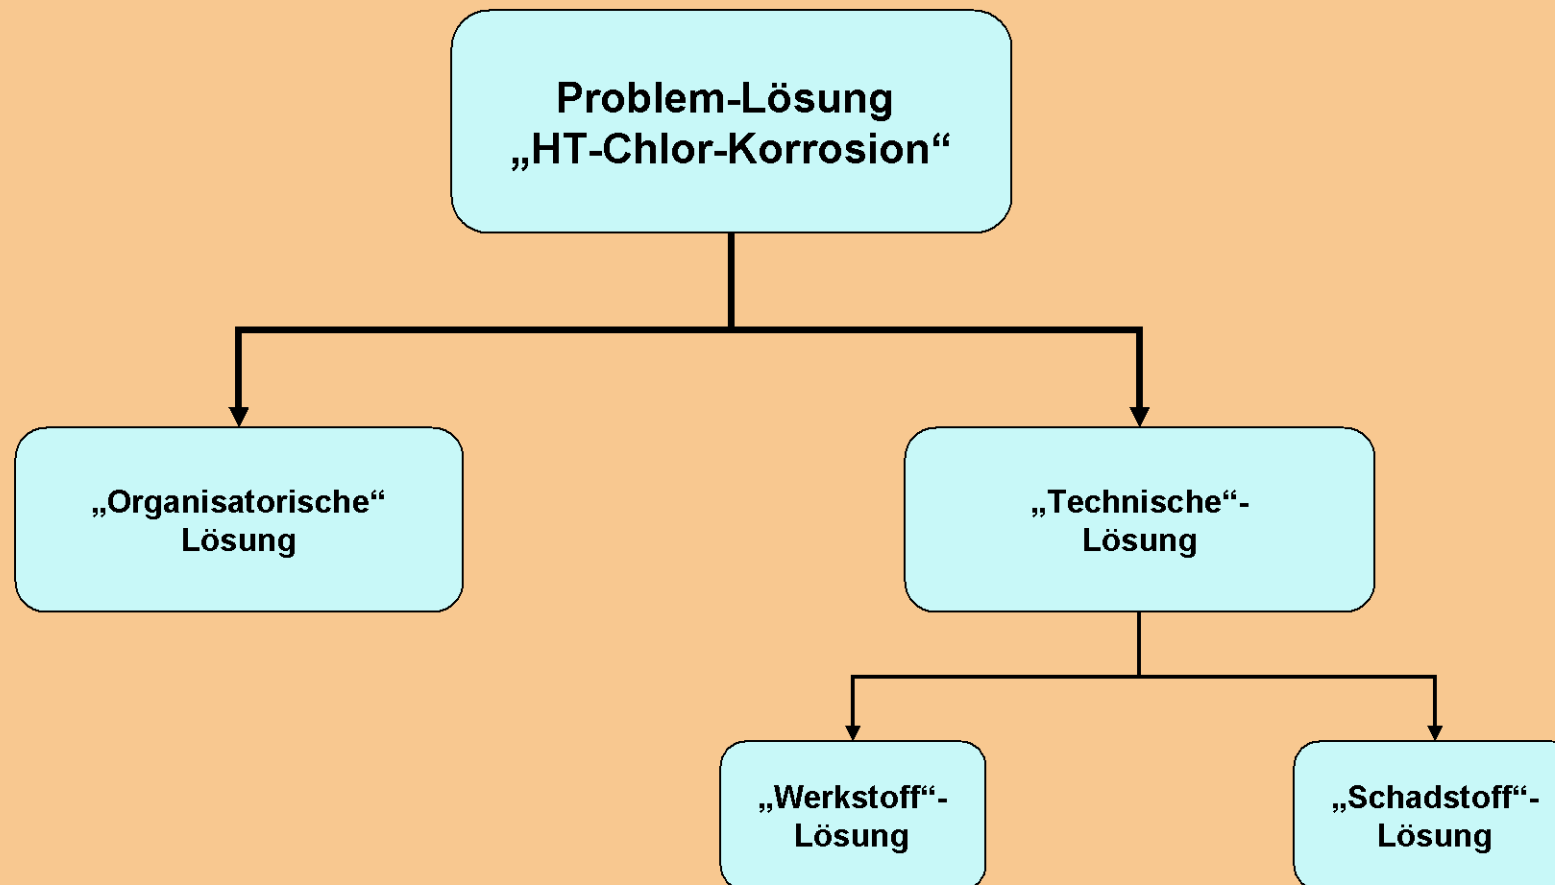 Problem-Lösung
„HT-Chlor-Korrosion“
„Organisatorische“
Lösung
„Technische“-
Lösung
„Werkstoff“-
Lösung
„Schadstoff“-
Lösung